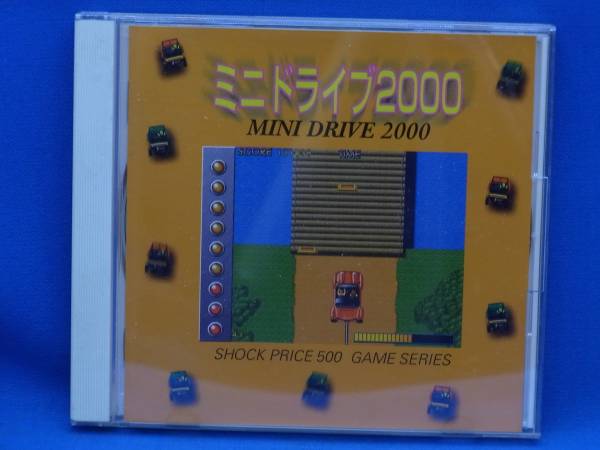 ミニドライブ2000
MINI DRIVE 2000
SCORE
TIME
SHOCK PRICE 500 GAME SERIES